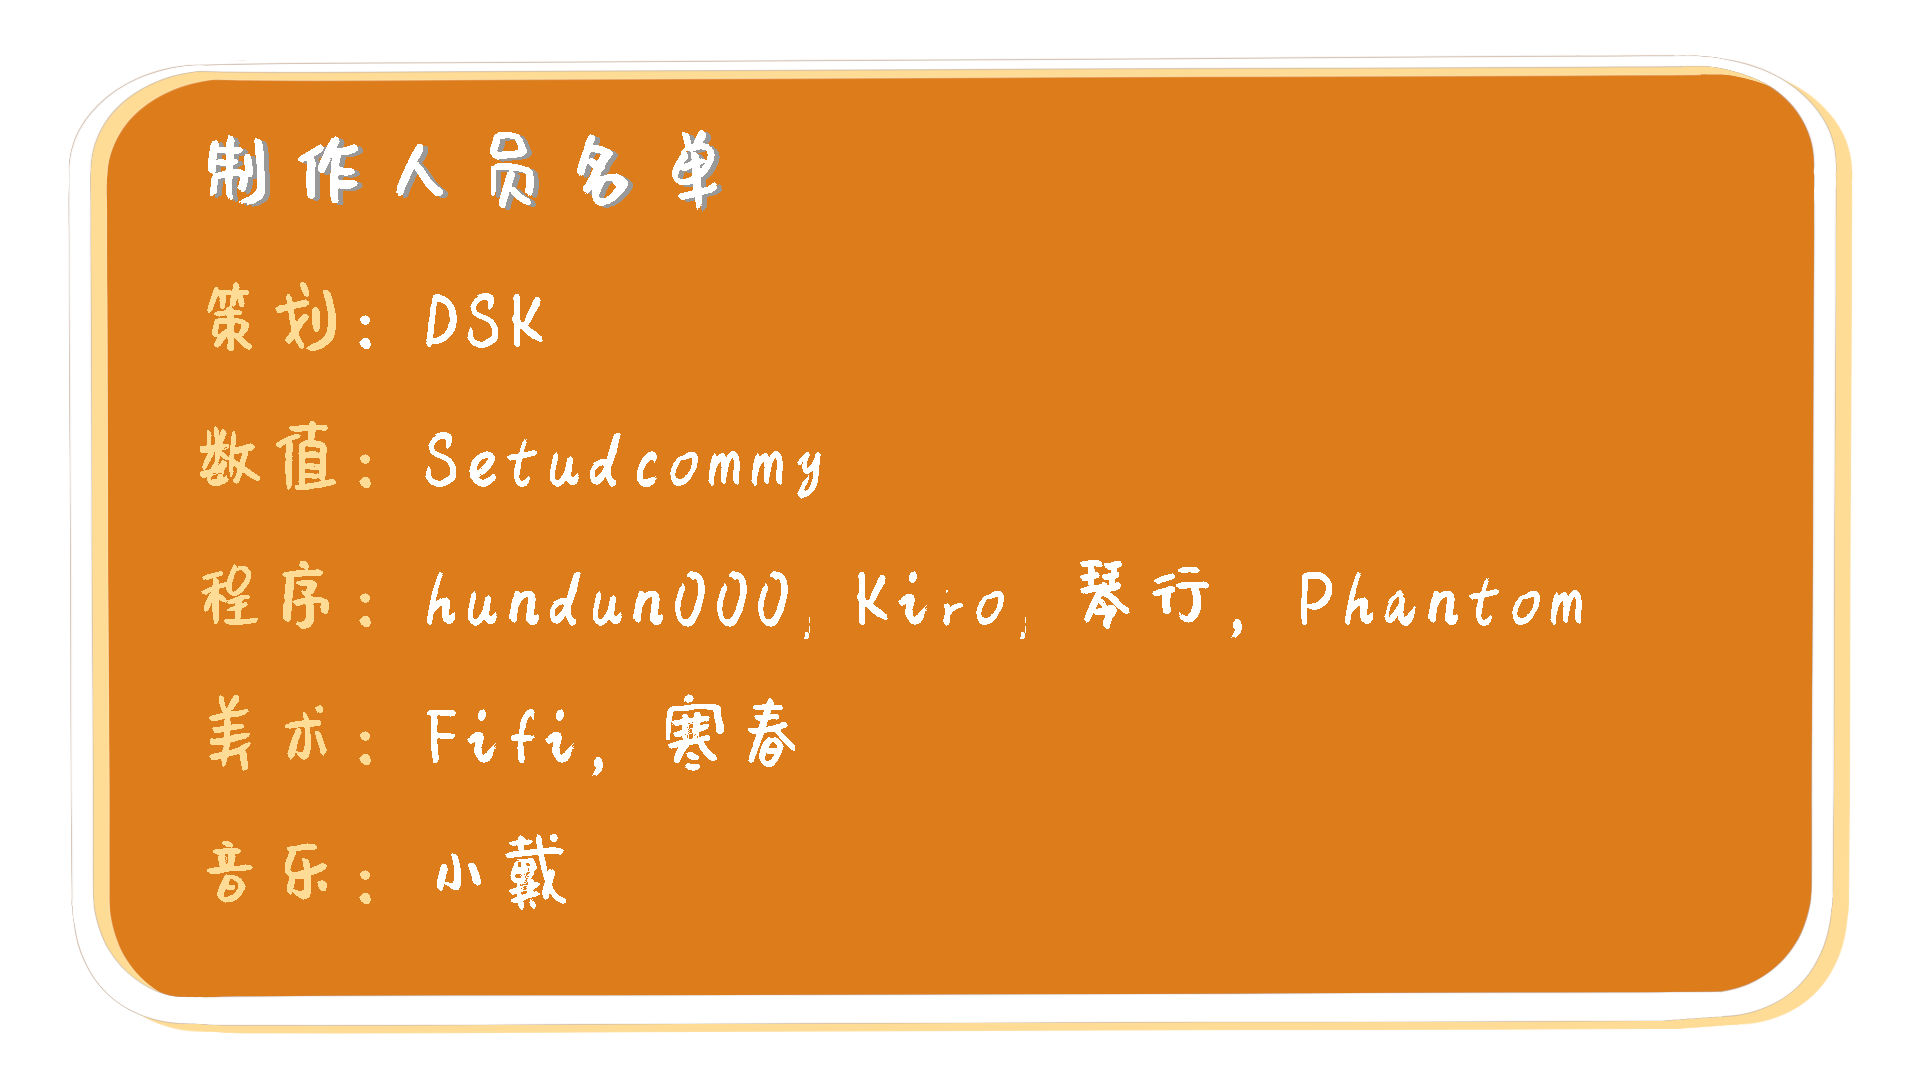 制作人员名单
策划：DSK
数值：Setudcommy
程序：hundun000, Kiro, 琴行，Phantom
美术：Fifi，寒春
音乐：小戴